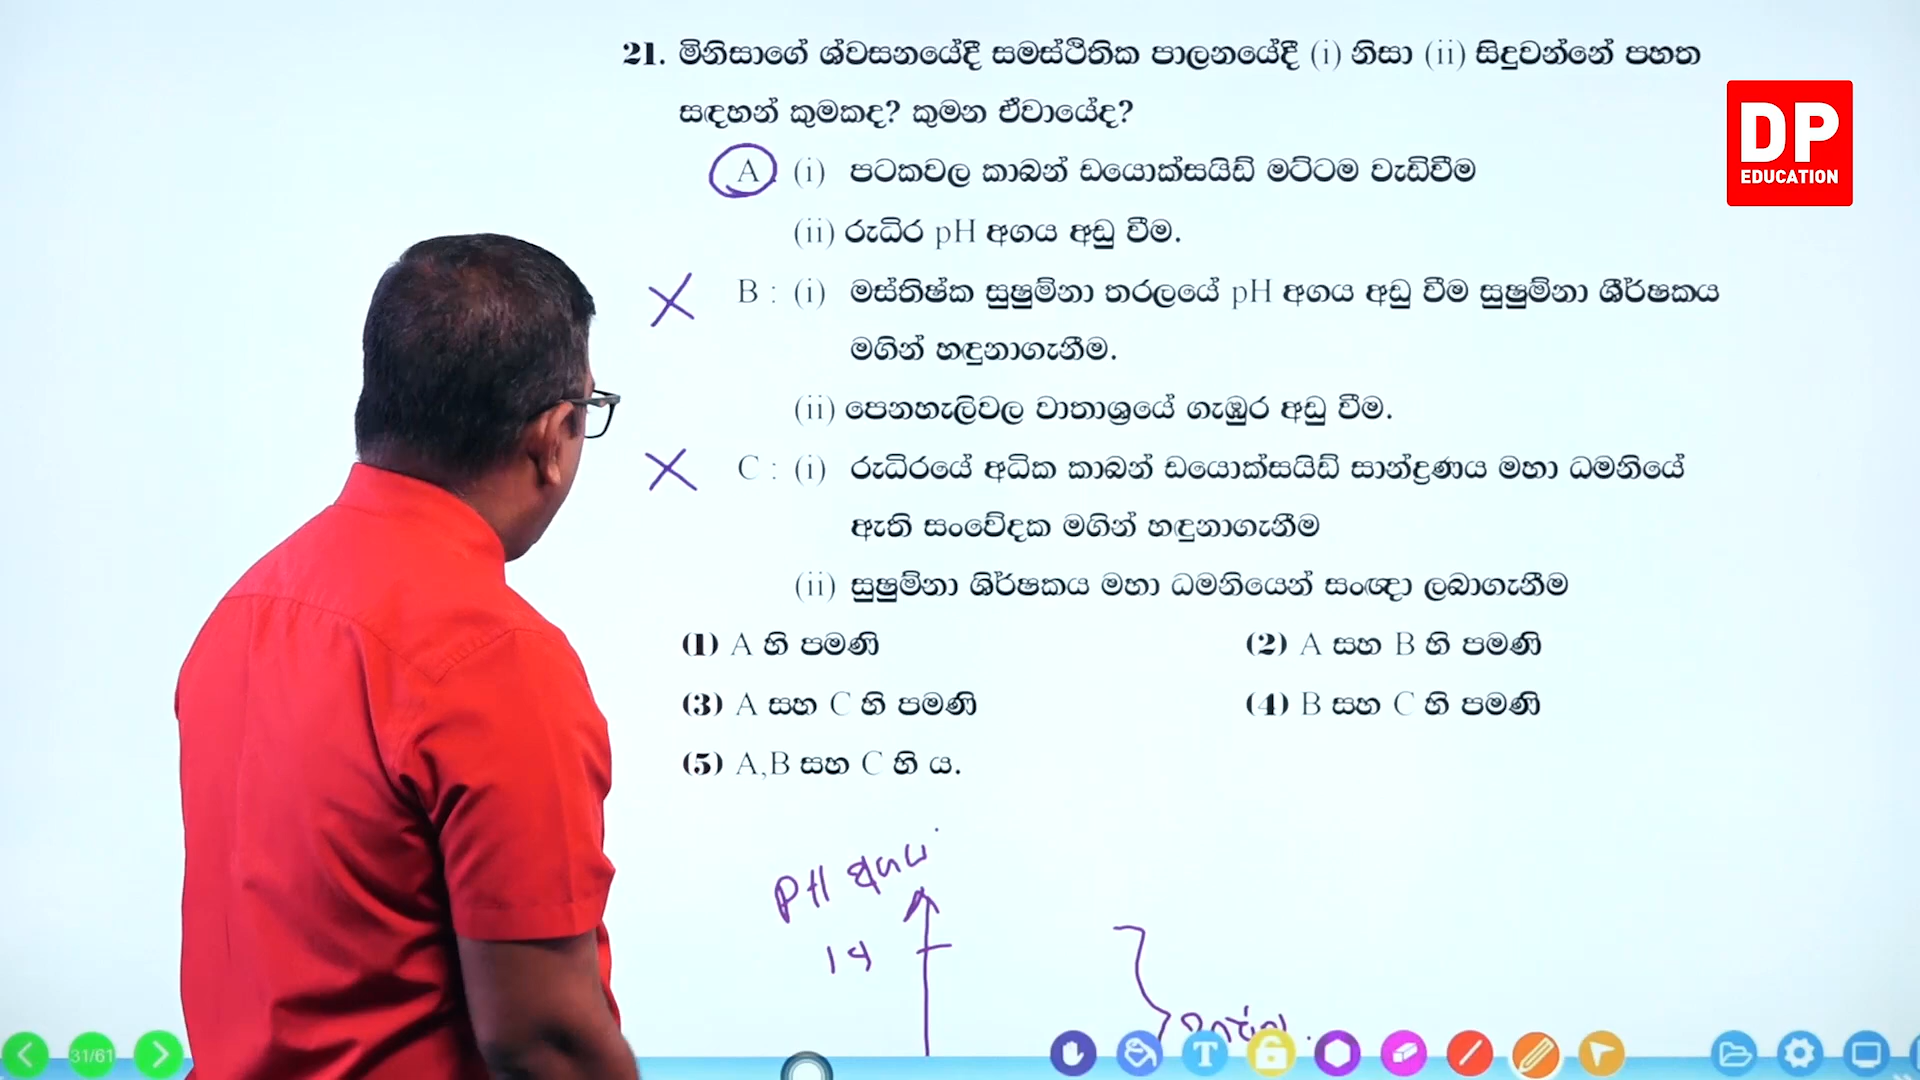 21. මිනිසාගේ ශ්වසනයේදී සමස්ථිතික පාලනයේදී (i) නිසා (ii) සිදුවන්නේ පහත
සඳහන් කුමකද? කුමන ඒවායේද?
A (i) පටකවල කාබන් ඩයොක්සයිඩ් මට්ටම වැඩිවීම
(ii) රුධිර pH අගය අඩු වීම.
B : (i) මස්තිෂ්ක සුෂුම්නා තරලයේ pH අගය අඩු වීම සුෂුම්නා ශීර්ෂකය
මගින් හඳුනාගැනීම.
(ii) පෙනහැලිවල වාතාශ්‍රයේ ගැඹුර අඩු වීම.
C : (i) රුධිරයේ අධික කාබන් ඩයොක්සයිඩ් සාන්ද්‍රණය මහා ධමනියේ
ඇති සංවේදක මගින් හඳුනාගැනීම
(ii) සුෂුම්නා ශිර්ෂකය මහා ධමනියෙන් සංඥා ලබාගැනීම
(1) A හි පමණි
(2) A සහ B හි පමණි
(3) A සහ C හි පමණි
(4) B සහ C හි පමණි
(5) A,B සහ C හි ය.
PH අගය
14
DP
EDUCATION
31/61
T